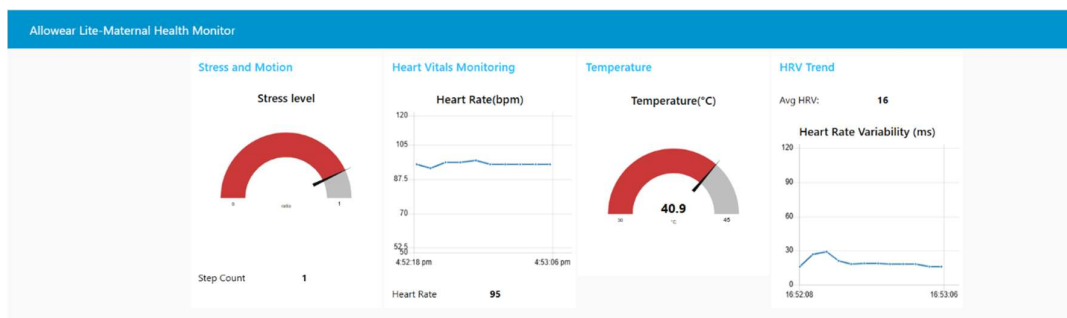 Allowear Lite-Maternal Health Monitor
Stress and Motion
Stress level
0
ratio
1
Step Count 1
Heart Vitals Monitoring
Heart Rate(bpm)
120
105
87.5
70
52.5
50
4:52:18 pm 4:53:06 pm
Heart Rate 95
Temperature
Temperature(°C)
40.9
°C
45
HRV Trend
Avg HRV: 16
Heart Rate Variability (ms)
120
90
60
30
0
16:52:08 16:53:06